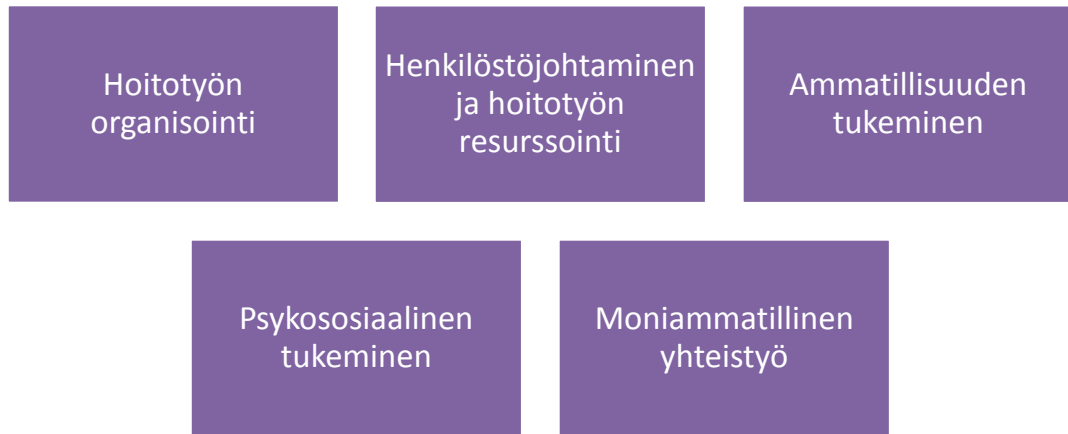 Hoitotyön
organisointi
Henkilöstöjohtaminen
ja hoitotyön
resurssointi
Ammatillisuuden
tukeminen
Psykososiaalinen
tukeminen
Moniammatillinen
yhteistyö